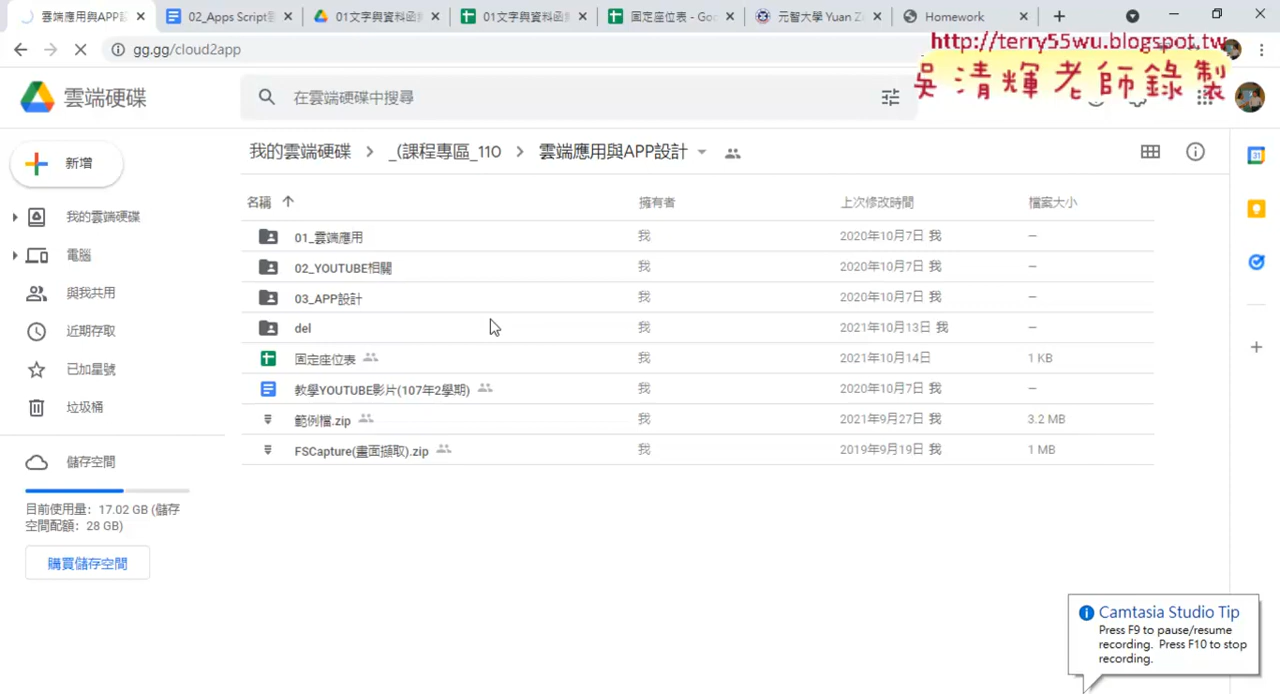 雲端應用與APP設
02_Apps Script
01文字與資料函
01文字與資料函
固定座位表 - Goo
元智大學 Yuan Z
Homework
gg.gg/cloud2app
http://terry55wu.blogspot.tw
吳清輝老師錄製
雲端硬碟
在雲端硬碟中搜尋
新增
我的雲端硬碟 > _(課程專區_110 > 雲端應用與APP設計
我的雲端硬碟
電腦
與我共用
近期存取
已加星號
垃圾桶
儲存空間
目前使用量：17.02 GB (儲存
空間配額：28 GB)
購買儲存空間
名稱 擁有者 上次修改時間 檔案大小
01_雲端應用 我 2020年10月7日 我 —
02_YOUTUBE相關 我 2020年10月7日 我 —
03_APP設計 我 2020年10月7日 我 —
del 我 2021年10月13日 我 —
固定座位表 我 2021年10月14日 1 KB
教學YOUTUBE影片(107年2學期) 我 2020年10月7日 我 —
範例檔.zip 我 2021年9月27日 我 3.2 MB
FSCapture(畫面擷取).zip 我 2019年9月19日 我 1 MB
31
Camtasia Studio Tip
Press F9 to pause/resume
recording. Press F10 to stop
recording.